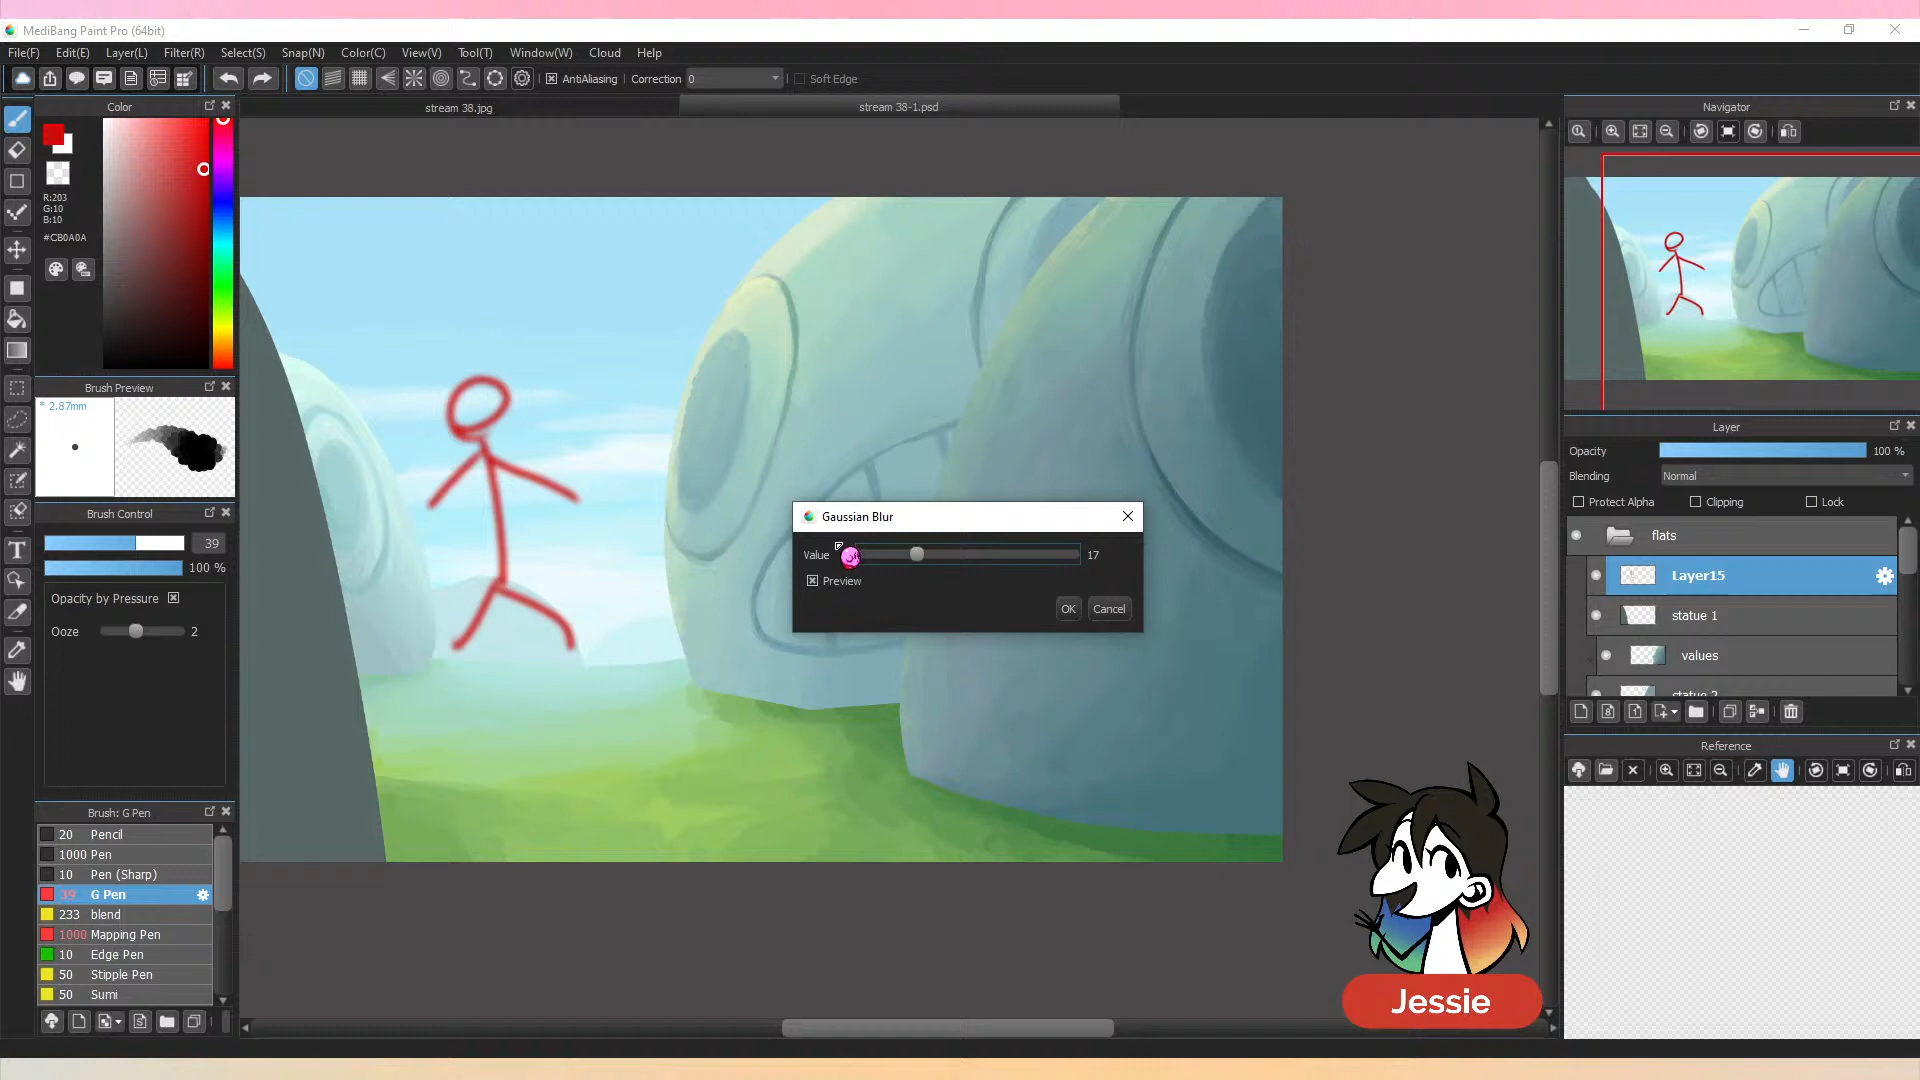 MediBang Paint Pro (64bit)
File(F) Edit(E) Layer(L) Filter(R) Select(S) Snap(N) Color(C) View(V) Tool(T) Window(W) Cloud Help
AntiAliasing Correction 0 Soft Edge
Color
stream 38.jpg
stream 38-1.psd
Navigator
R:203
G:10
B:10
#CB0A0A
Brush Preview
* 2.87mm
Layer
Opacity 100 %
Blending Normal
Protect Alpha Clipping Lock
flats
Layer15
statue 1
values
statue 2
Brush Control
39
100 %
Opacity by Pressure
Ooze 2
Gaussian Blur
Value 17
Preview
OK Cancel
Reference
Brush: G Pen
20 Pencil
1000 Pen
10 Pen (Sharp)
39 G Pen
233 blend
1000 Mapping Pen
10 Edge Pen
50 Stipple Pen
50 Sumi
Jessie